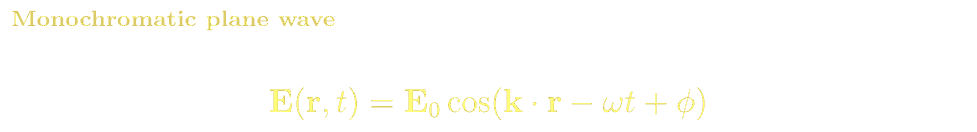 Monochromatic plane wave
E(r, t) = E₀ cos(k · r − ωt + ϕ)